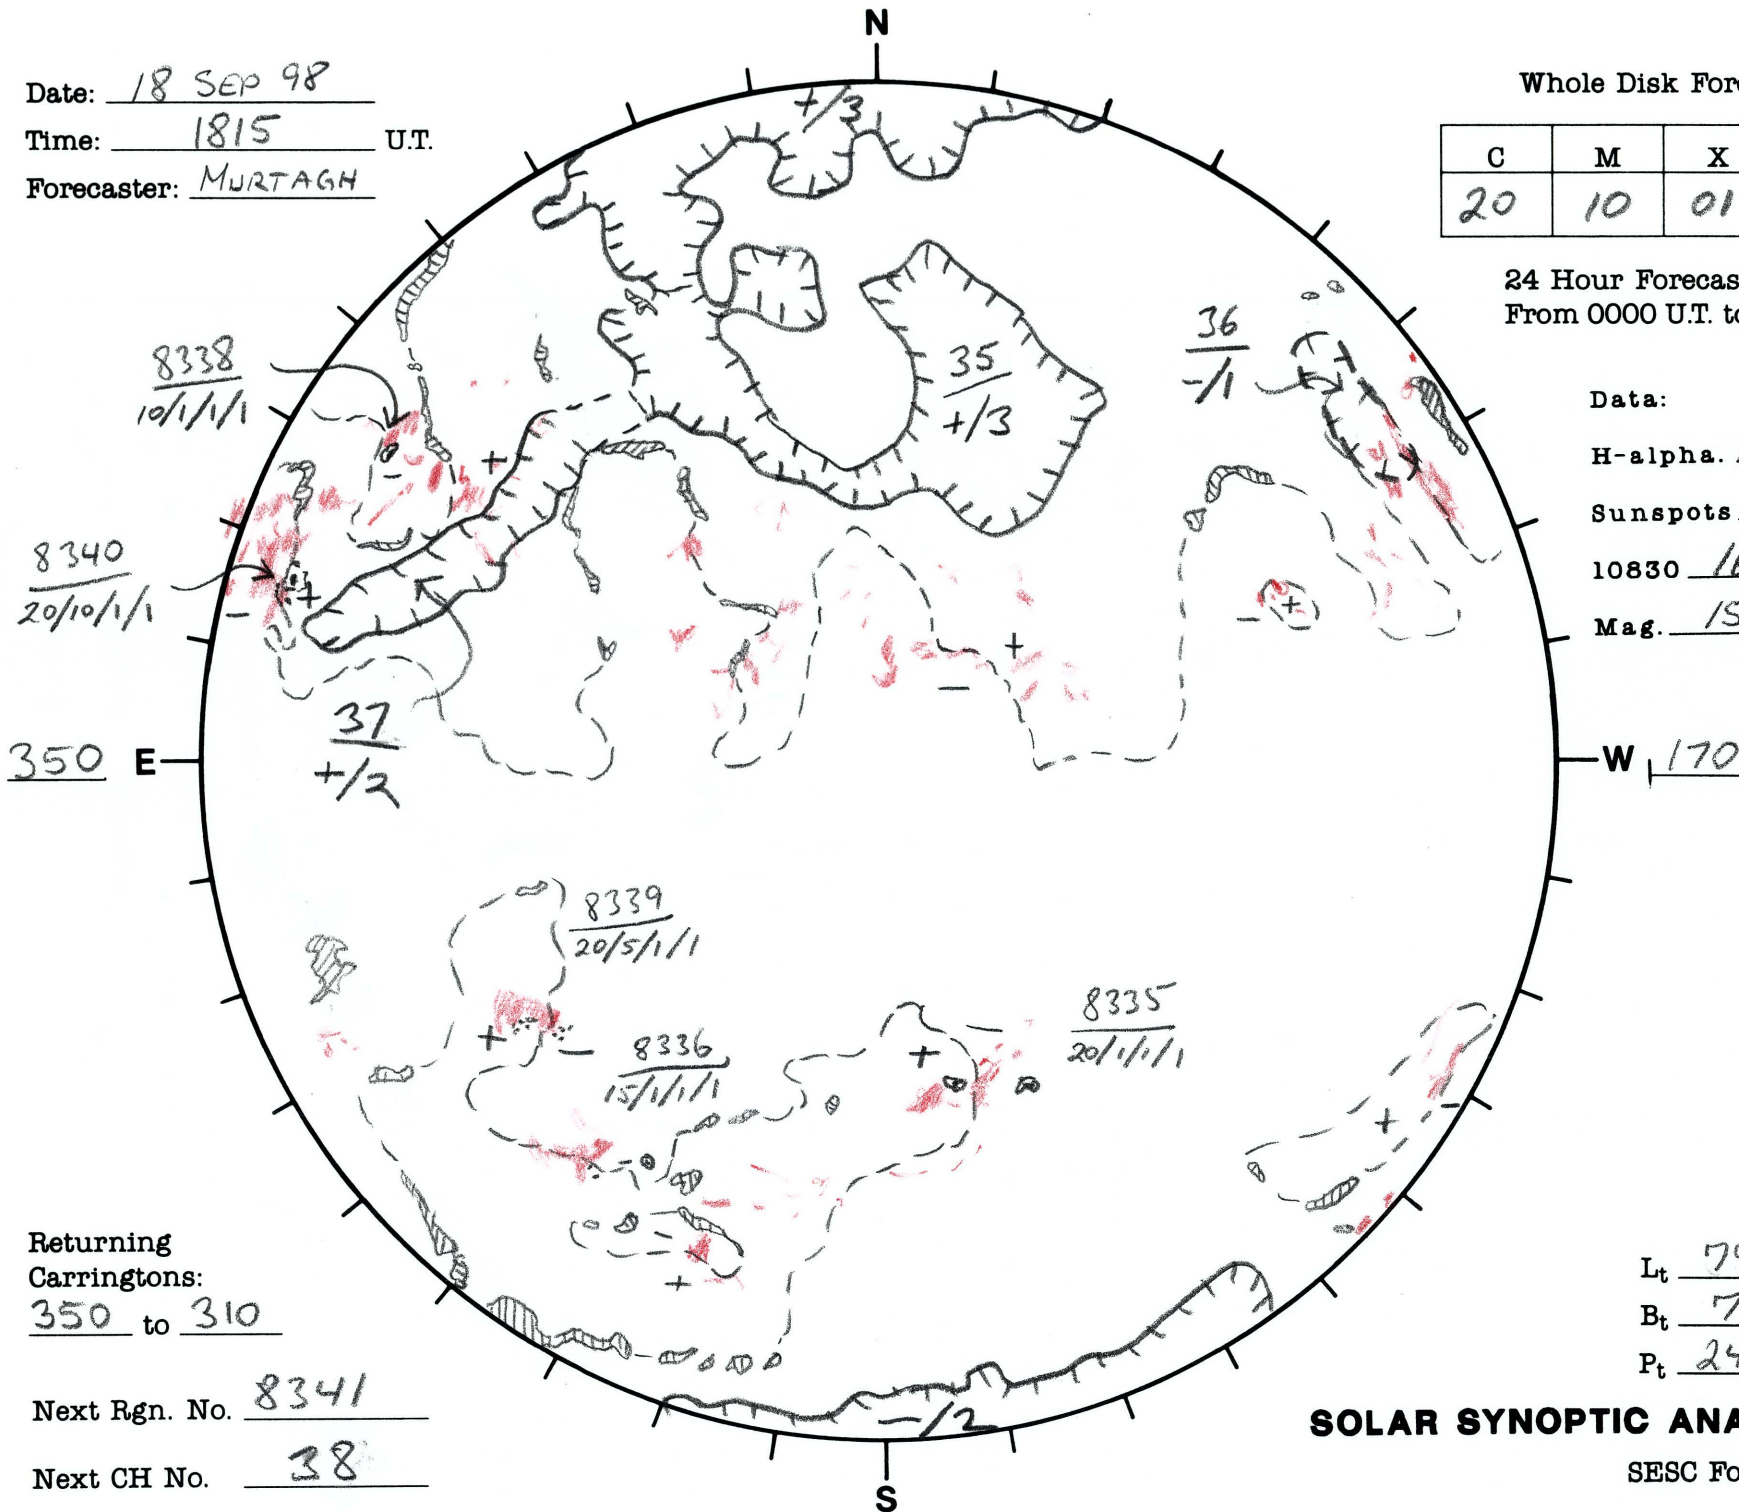 N
Date: 18 SEP 98
Time: 1815 U.T.
Forecaster: MURTAGH
Whole Disk
C M X
20 10 01
24 Hour
From 0000 U.T.
+/3
8338
10/1/1/1
36
-/1
35
+/3
Data:
H-alpha.
Sunspots
10830
Mag.
8340
20/10/1/1
+
-
+
-
+
-
+
+
-
+
-
37
+/2
350 E
W 170
8339
20/5/1/1
8335
20/1/1/1
+
-
+
8336
15/1/1/1
+
-
-
+
Returning
Carringtons:
350 to 310
Lt
Bt
Pt
Next Rgn. No. 8341
-/2
SOLAR SYNOPTIC
Next CH No. 38
SESC
S